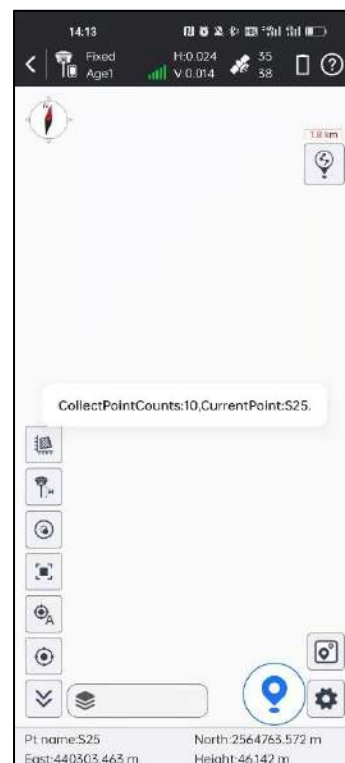 14:13
Fixed H:0.024 35
Age1 V:0.014 38
1.8 km
CollectPointCounts:10,CurrentPoint:S25.
Pt name:S25 North:2564763.572 m
East:440303.463 m Height:46.142 m